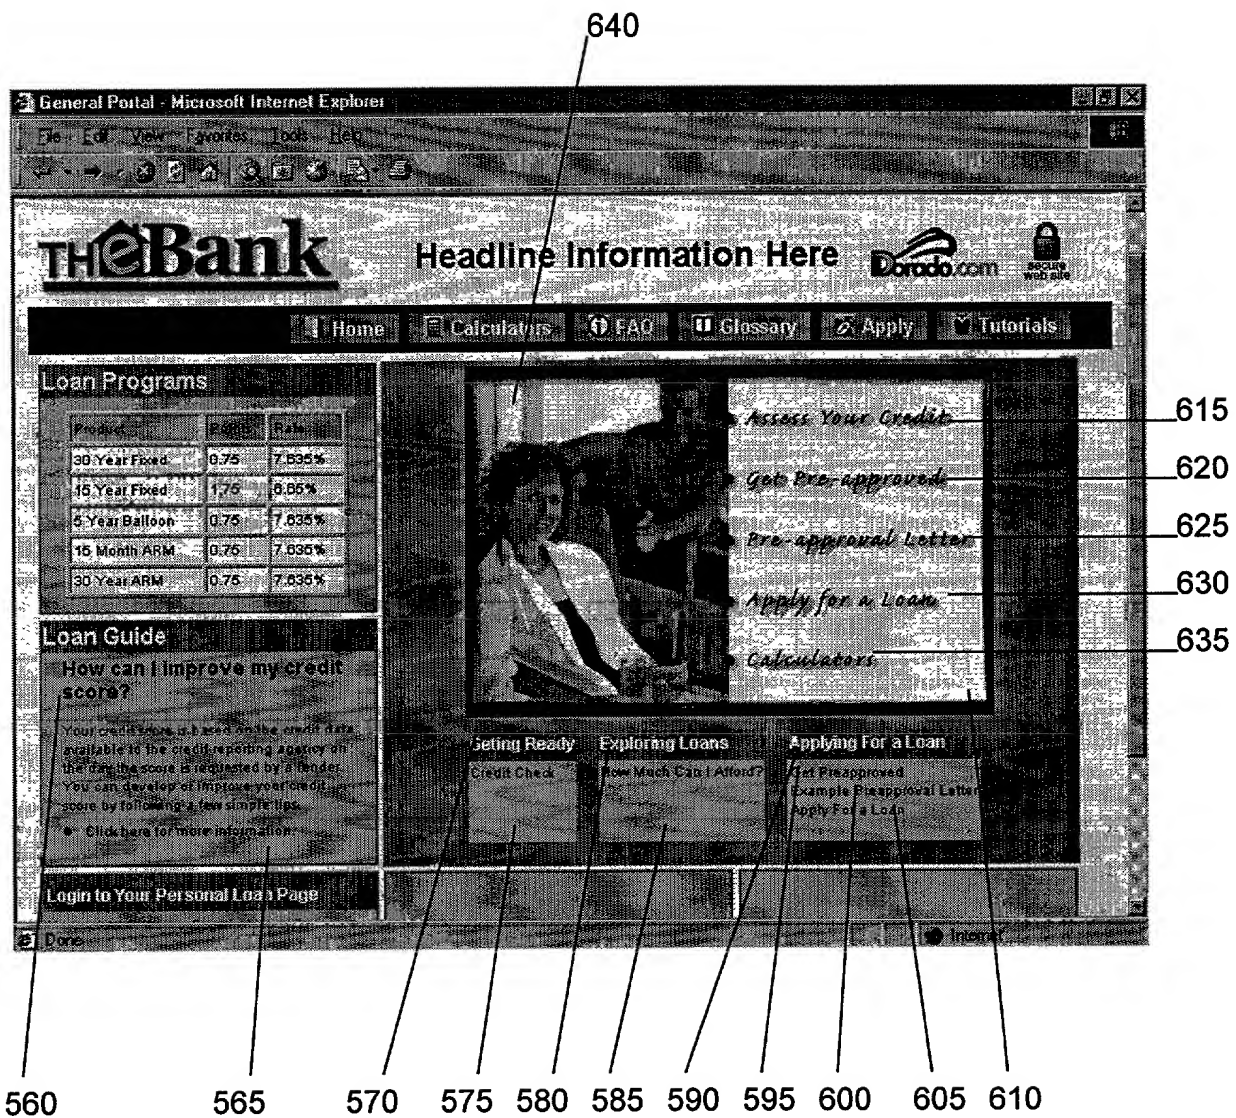 640
General Portal - Microsoft Internet Explorer
File Edit View Favorites Tools Help
THeBank
Headline Information Here
Dorado.com
secure
web site
Home Calculators FAQ Glossary Apply Tutorials
Loan Programs
Product Points Rate
30 Year Fixed 0.75 7.635%
15 Year Fixed 1.75 6.65%
5 Year Balloon 0.75 7.635%
15 Month ARM 0.75 7.635%
30 Year ARM 0.75 7.635%
Assess Your Credit
615
Get Pre-approved
620
Pre-approval Letter
625
Apply for a Loan
630
Calculators
635
Loan Guide
How can I improve my credit
score?
Your credit score is based on the credit data
available to the credit reporting agency on
the day the score is requested by a lender.
You can develop or improve your credit
score by following a few simple tips.
Click here for more information
Geting Ready
Credit Check
Exploring Loans
How Much Can I Afford?
Applying For a Loan
Get Preapproved
Example Preapproval Letter
Apply For a Loan
Login to Your Personal Loan Page
Done
Internet
560 565 570 575 580 585 590 595 600 605 610